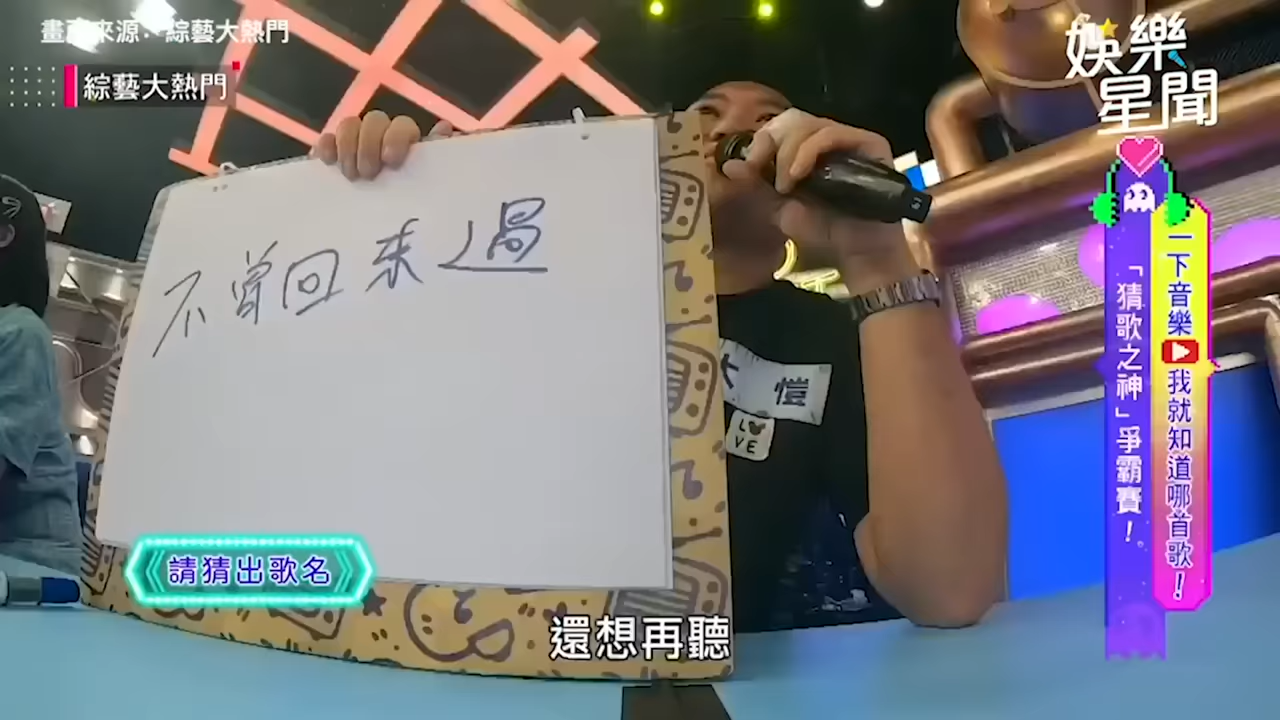 畫面來源：綜藝大熱門
綜藝大熱門
娛樂
星聞
不曾回來過
愷
LOVE
一下音樂我就知道哪首歌！
「猜歌之神」爭霸賽！
請猜出歌名
還想再聽